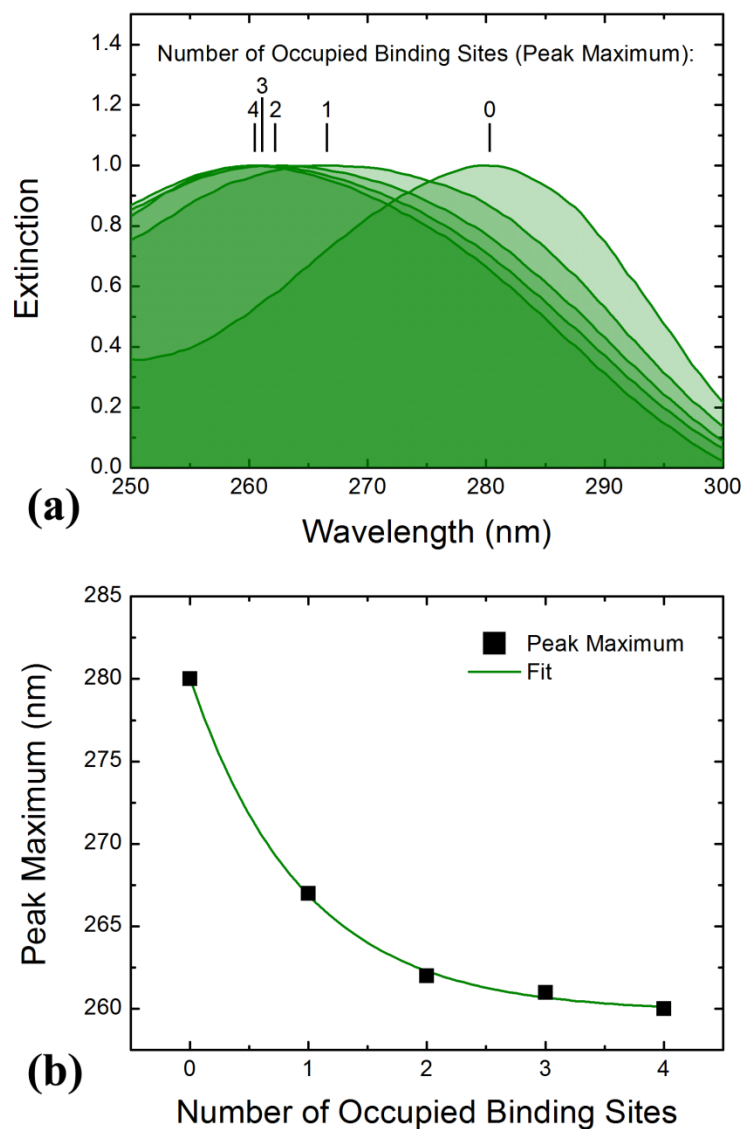 1.4
Number of Occupied Binding Sites (Peak Maximum):
1.2
3
4 2 1 0
1.0
0.8
0.6
0.4
0.2
0.0
250 260 270 280 290 300
Extinction
Wavelength (nm)
(a)
285
280
275
270
265
260
Peak Maximum
Fit
Peak Maximum (nm)
0 1 2 3 4
(b)
Number of Occupied Binding Sites